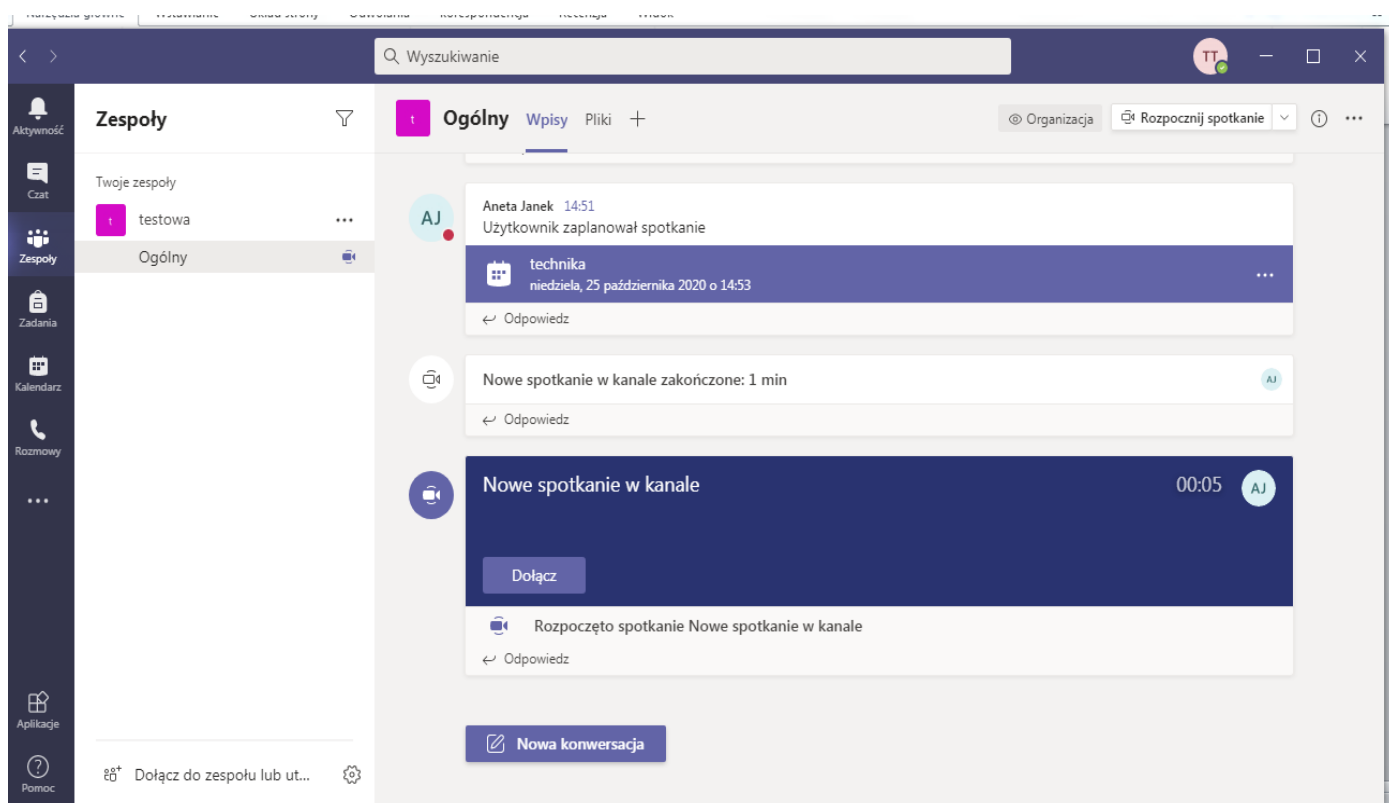 Wyszukiwanie
TT
Aktywność
Czat
Zespoły
Zadania
Kalendarz
Rozmowy
Aplikacje
Pomoc
Zespoły
Twoje zespoły
t testowa
Ogólny
Dołącz do zespołu lub ut...
t Ogólny Wpisy Pliki
Organizacja Rozpocznij spotkanie
AJ
Aneta Janek 14:51
Użytkownik zaplanował spotkanie
technika
niedziela, 25 października 2020 o 14:53
Odpowiedz
Nowe spotkanie w kanale zakończone: 1 min AJ
Odpowiedz
Nowe spotkanie w kanale 00:05 AJ
Dołącz
Rozpoczęto spotkanie Nowe spotkanie w kanale
Odpowiedz
Nowa konwersacja